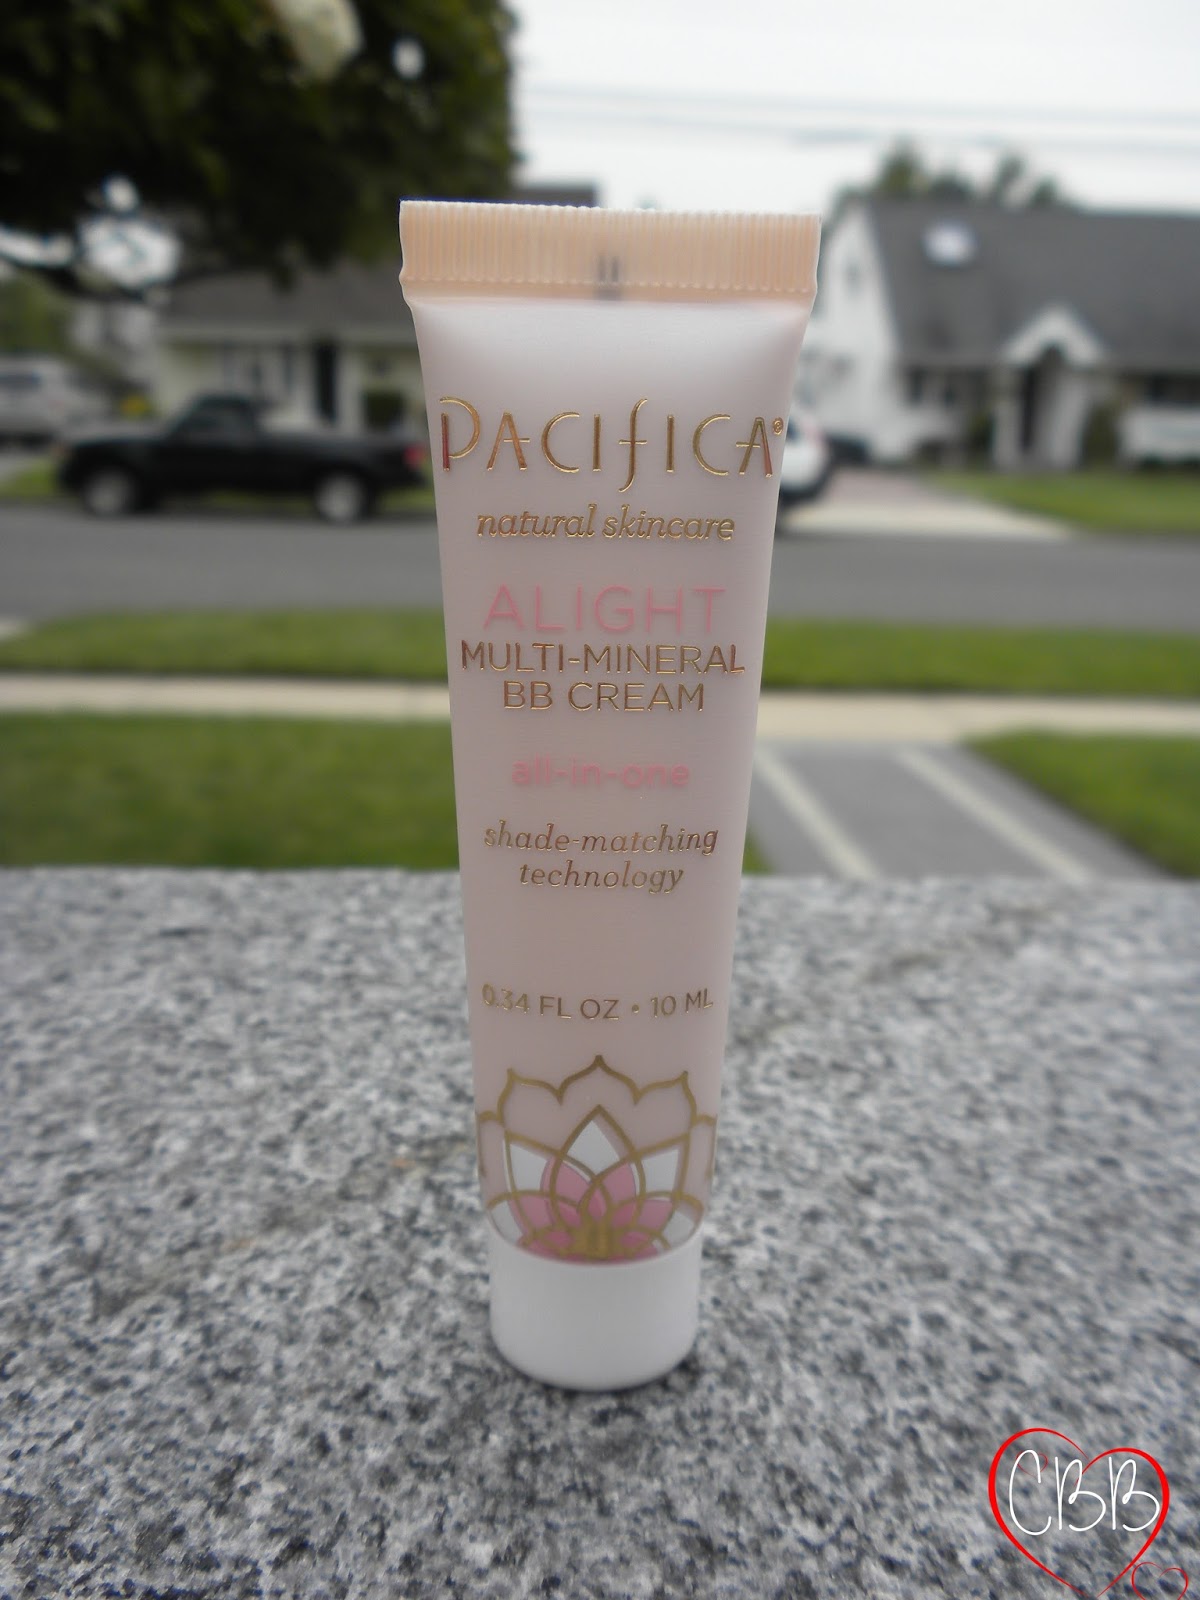 PACIFICA®
natural skincare
ALIGHT
MULTI-MINERAL
BB CREAM
all-in-one
shade-matching
technology
0.34 FL OZ • 10 ML
CBB